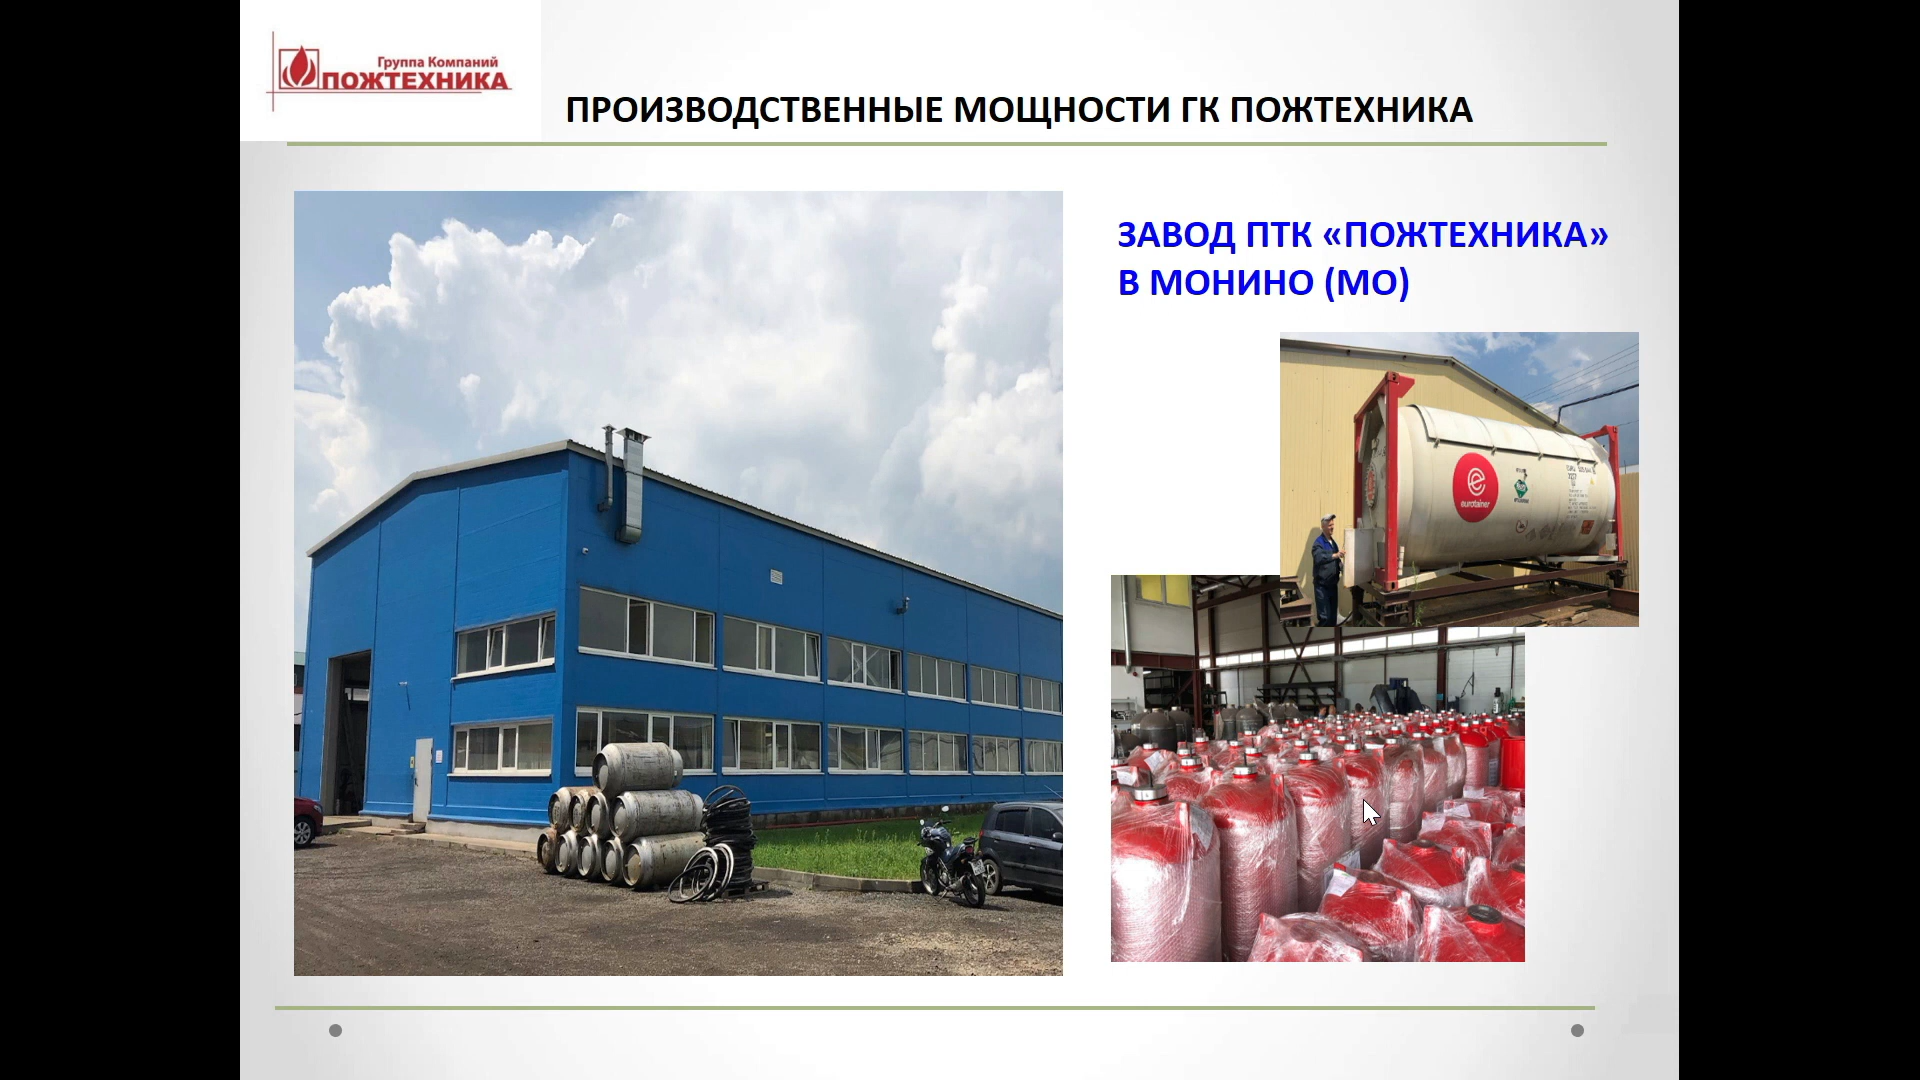 Группа Компаний
ПОЖТЕХНИКА
ПРОИЗВОДСТВЕННЫЕ МОЩНОСТИ ГК ПОЖТЕХНИКА
ЗАВОД ПТК «ПОЖТЕХНИКА»
В МОНИНО (МО)
eurotainer